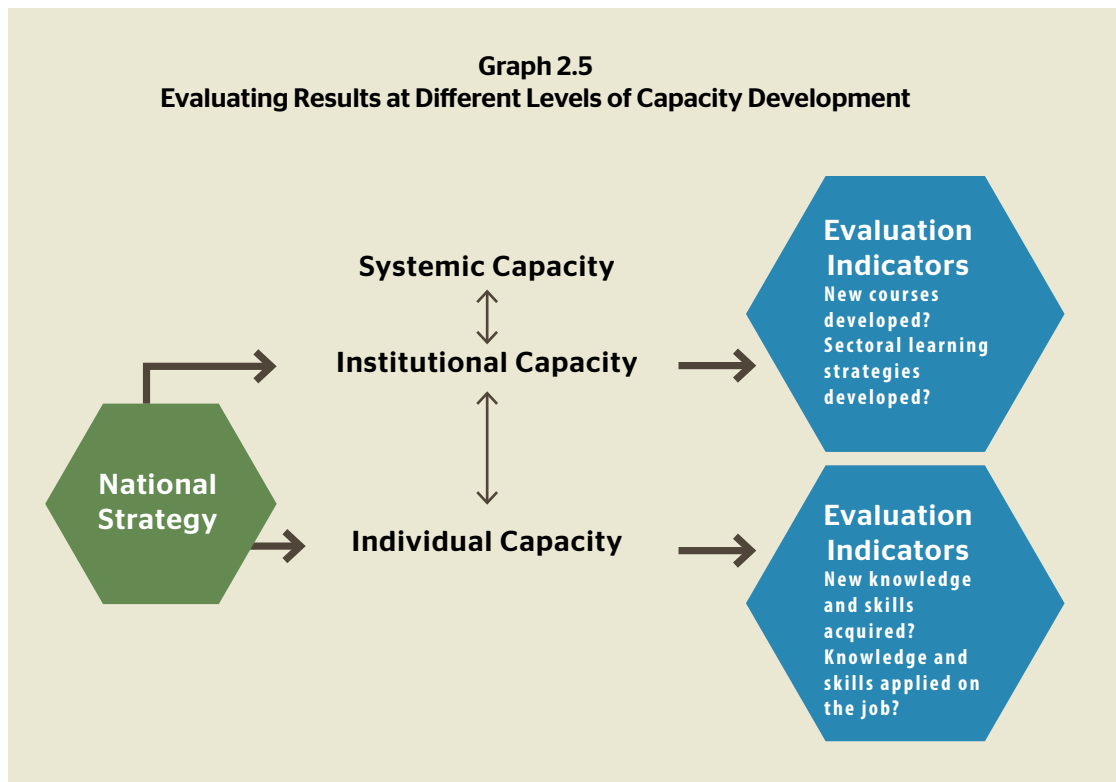 Graph 2.5
Evaluating Results at Different Levels of Capacity Development
Systemic Capacity
Institutional Capacity
Individual Capacity
National
Strategy
Evaluation
Indicators
New courses
developed?
Sectoral learning
strategies
developed?
Evaluation
Indicators
New knowledge
and skills
acquired?
Knowledge and
skills applied on
the job?